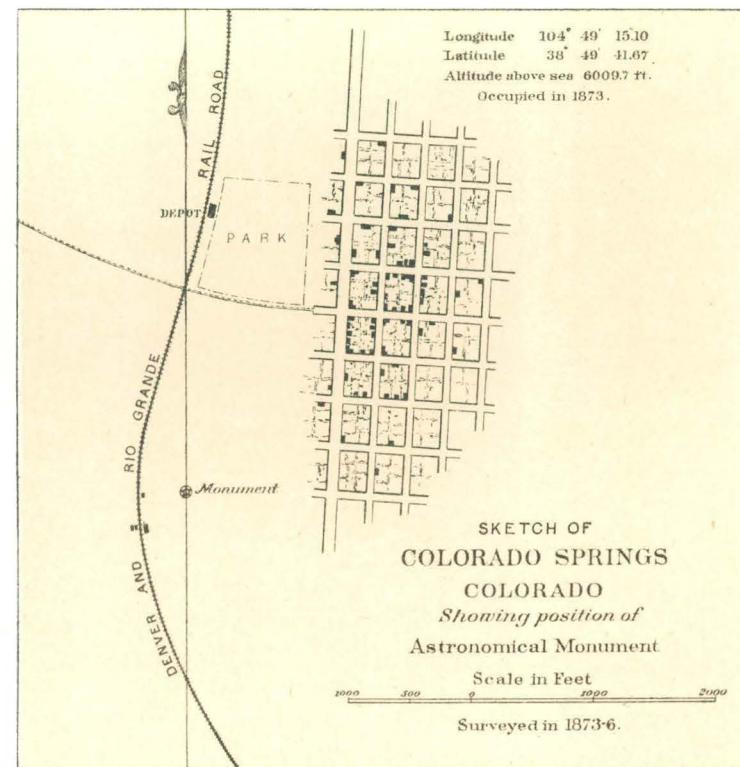 Longitude 104° 49' 15.10
Latitude 38° 49' 41.67
Altitude above sea 6009.7 ft.
Occupied in 1873.
RAIL ROAD
DEPOT
PARK
RIO GRANDE
Monument
DENVER AND
SKETCH OF
COLORADO SPRINGS
COLORADO
Showing position of
Astronomical Monument
Scale in Feet
1000 500 0 1000 2000
Surveyed in 1873-6.